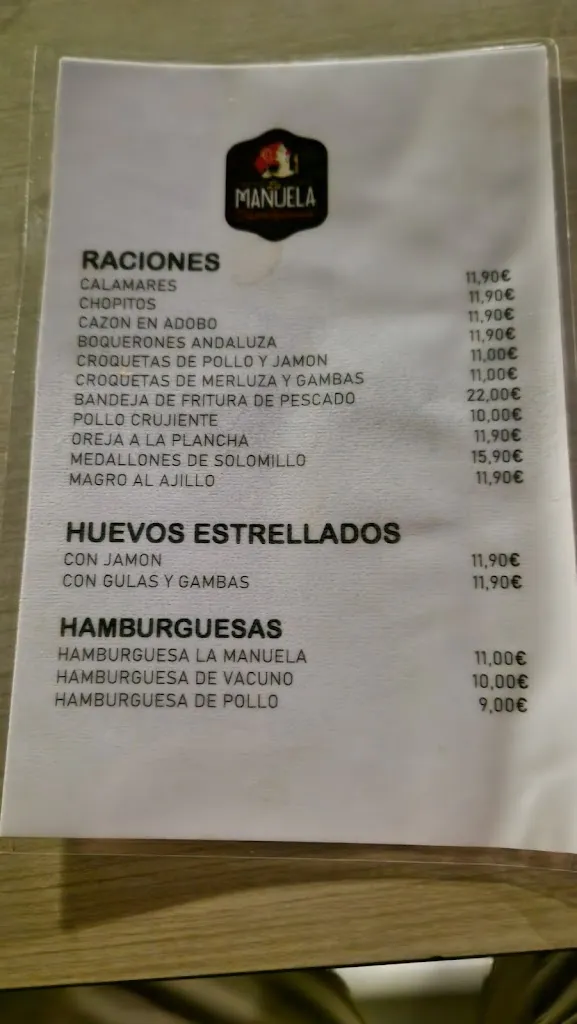 La
MANUELA
RACIONES
CALAMARES 11,90€
CHOPITOS 11,90€
CAZON EN ADOBO 11,90€
BOQUERONES ANDALUZA 11,90€
CROQUETAS DE POLLO Y JAMON 11,00€
CROQUETAS DE MERLUZA Y GAMBAS 11,00€
BANDEJA DE FRITURA DE PESCADO 22,00€
POLLO CRUJIENTE 10,00€
OREJA A LA PLANCHA 11,90€
MEDALLONES DE SOLOMILLO 15,90€
MAGRO AL AJILLO 11,90€
HUEVOS ESTRELLADOS
CON JAMON 11,90€
CON GULAS Y GAMBAS 11,90€
HAMBURGUESAS
HAMBURGUESA LA MANUELA 11,00€
HAMBURGUESA DE VACUNO 10,00€
HAMBURGUESA DE POLLO 9,00€